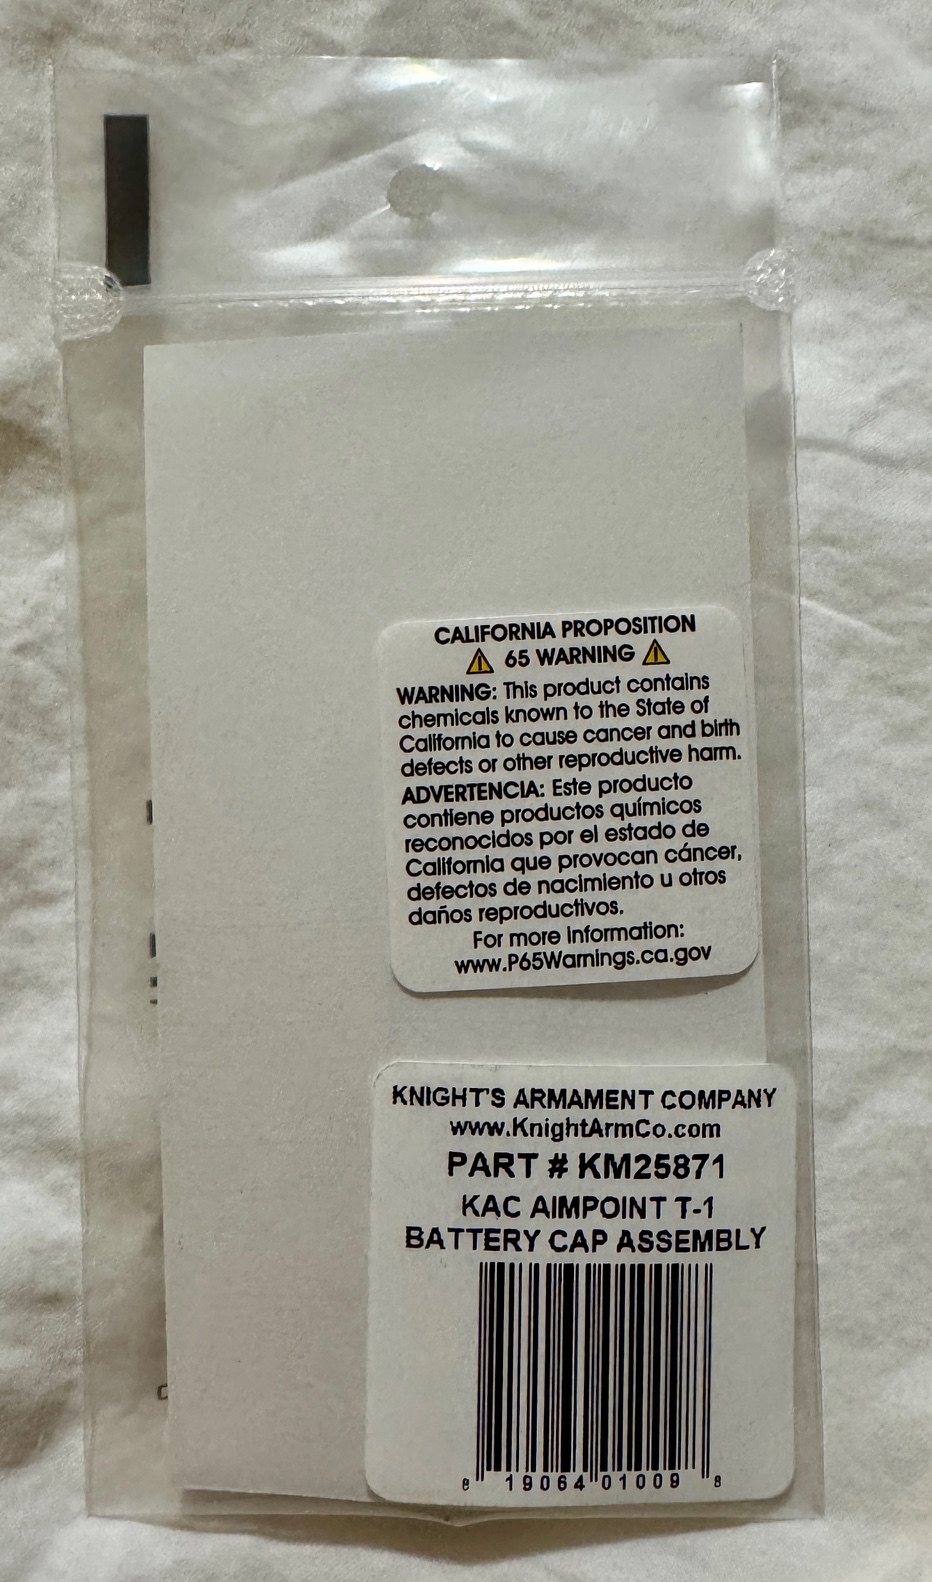 CALIFORNIA PROPOSITION
65 WARNING
WARNING: This product contains
chemicals known to the State of
California to cause cancer and birth
defects or other reproductive harm.
ADVERTENCIA: Este producto
contiene productos químicos
reconocidos por el estado de
California que provocan cáncer,
defectos de nacimiento u otros
daños reproductivos.
For more information:
www.P65Warnings.ca.gov
KNIGHT'S ARMAMENT COMPANY
www.KnightArmCo.com
PART # KM25871
KAC AIMPOINT T-1
BATTERY CAP ASSEMBLY
8 19064 01009 8